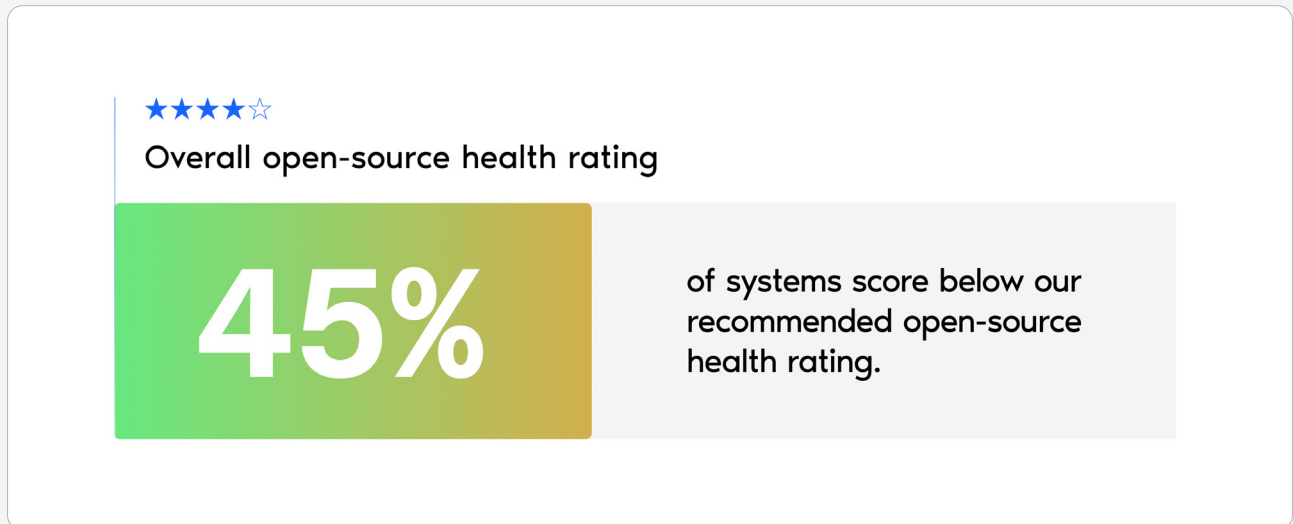 ★★★★☆
Overall open-source health rating
45%
of systems score below our
recommended open-source
health rating.